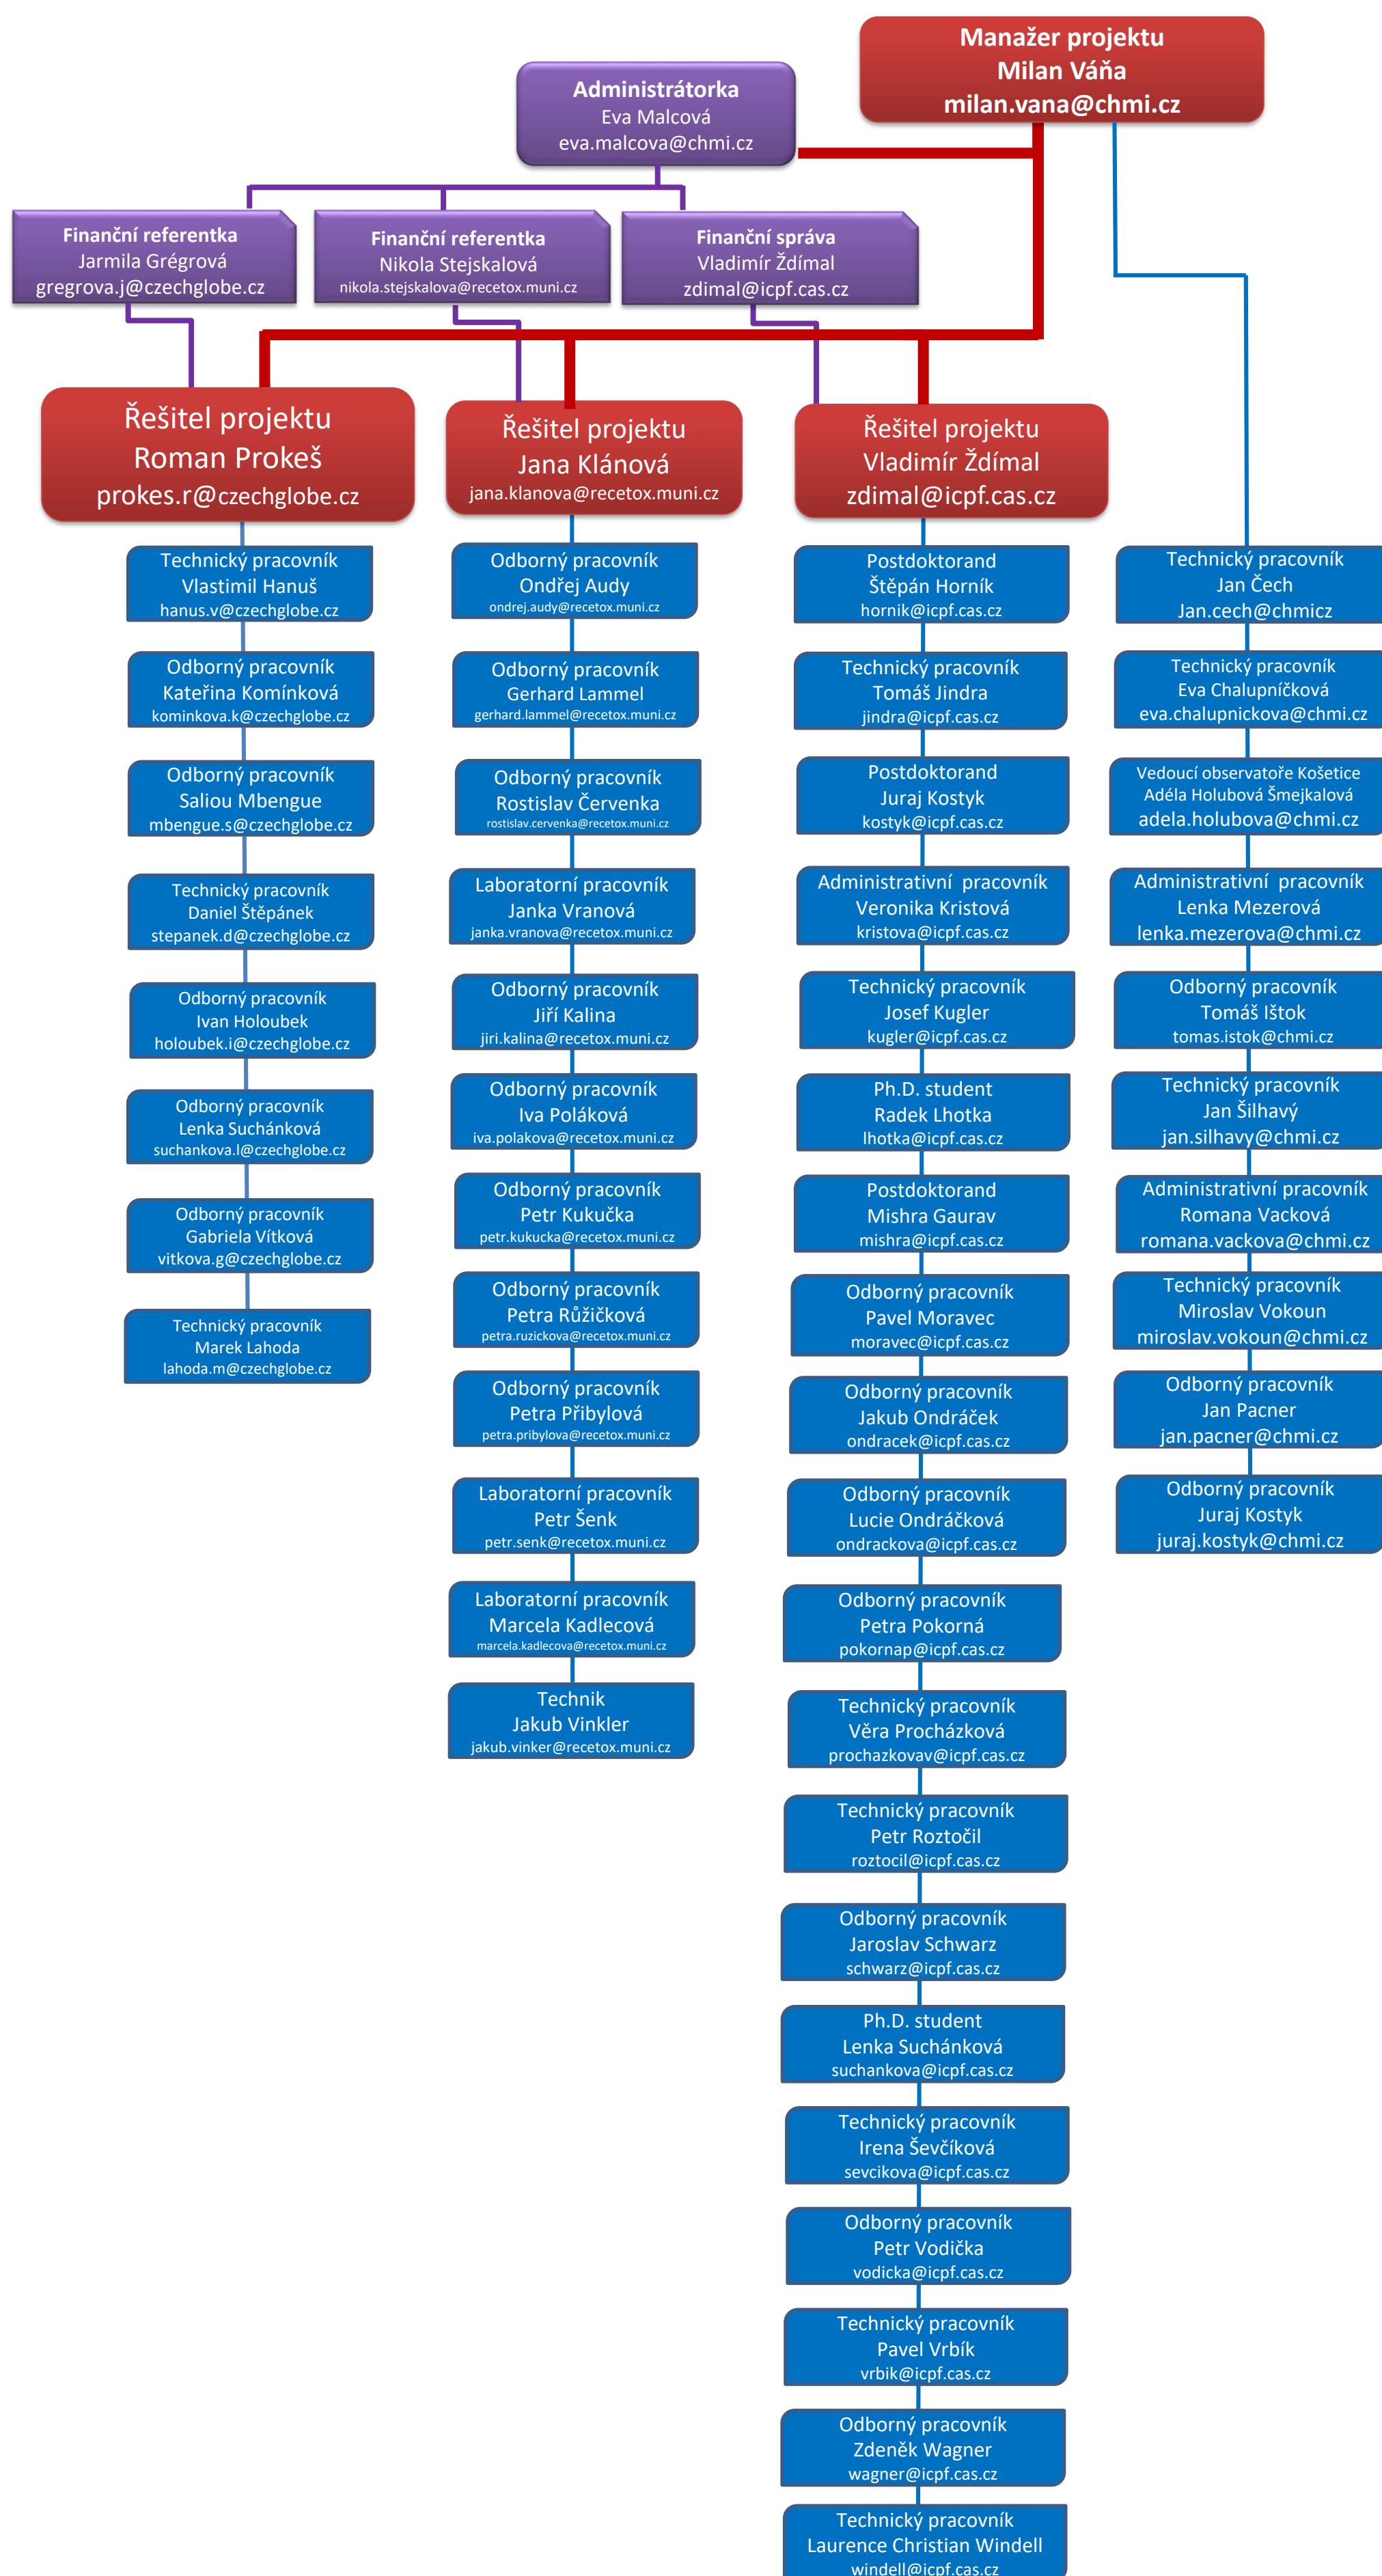 Manažer projektu
Milan Váňa
milan.vana@chmi.cz
Administrátorka
Eva Malcová
eva.malcova@chmi.cz
Finanční referentka
Jarmila Grégrová
gregrova.j@czechglobe.cz
Finanční referentka
Nikola Stejskalová
nikola.stejskalova@recetox.muni.cz
Finanční správa
Vladimír Ždímal
zdimal@icpf.cas.cz
Řešitel projektu
Roman Prokeš
prokes.r@czechglobe.cz
Technický pracovník
Vlastimil Hanuš
hanus.v@czechglobe.cz
Odborný pracovník
Kateřina Komínková
kominkova.k@czechglobe.cz
Odborný pracovník
Saliou Mbengue
mbengue.s@czechglobe.cz
Technický pracovník
Daniel Štěpánek
stepanek.d@czechglobe.cz
Odborný pracovník
Ivan Holoubek
holoubek.i@czechglobe.cz
Odborný pracovník
Lenka Suchánková
suchankova.l@czechglobe.cz
Odborný pracovník
Gabriela Vítková
vitkova.g@czechglobe.cz
Technický pracovník
Marek Lahoda
lahoda.m@czechglobe.cz
Řešitel projektu
Jana Klánová
jana.klanova@recetox.muni.cz
Odborný pracovník
Ondřej Audy
ondrej.audy@recetox.muni.cz
Odborný pracovník
Gerhard Lammel
gerhard.lammel@recetox.muni.cz
Odborný pracovník
Rostislav Červenka
rostislav.cervenka@recetox.muni.cz
Laboratorní pracovník
Janka Vranová
janka.vranova@recetox.muni.cz
Odborný pracovník
Jiří Kalina
jiri.kalina@recetox.muni.cz
Odborný pracovník
Iva Poláková
iva.polakova@recetox.muni.cz
Odborný pracovník
Petr Kukučka
petr.kukucka@recetox.muni.cz
Odborný pracovník
Petra Růžičková
petra.ruzickova@recetox.muni.cz
Odborný pracovník
Petra Přibylová
petra.pribylova@recetox.muni.cz
Laboratorní pracovník
Petr Šenk
petr.senk@recetox.muni.cz
Laboratorní pracovník
Marcela Kadlecová
marcela.kadlecova@recetox.muni.cz
Technik
Jakub Vinkler
jakub.vinker@recetox.muni.cz
Řešitel projektu
Vladimír Ždímal
zdimal@icpf.cas.cz
Postdoktorand
Štěpán Horník
hornik@icpf.cas.cz
Technický pracovník
Tomáš Jindra
jindra@icpf.cas.cz
Postdoktorand
Juraj Kostyk
kostyk@icpf.cas.cz
Administrativní  pracovník
Veronika Kristová
kristova@icpf.cas.cz
Technický pracovník
Josef Kugler
kugler@icpf.cas.cz
Ph.D. student
Radek Lhotka
lhotka@icpf.cas.cz
Postdoktorand
Mishra Gaurav
mishra@icpf.cas.cz
Odborný pracovník
Pavel Moravec
moravec@icpf.cas.cz
Odborný pracovník
Jakub Ondráček
ondracek@icpf.cas.cz
Odborný pracovník
Lucie Ondráčková
ondrackova@icpf.cas.cz
Odborný pracovník
Petra Pokorná
pokornap@icpf.cas.cz
Technický pracovník
Věra Procházková
prochazkovav@icpf.cas.cz
Technický pracovník
Petr Roztočil
roztocil@icpf.cas.cz
Odborný pracovník
Jaroslav Schwarz
schwarz@icpf.cas.cz
Ph.D. student
Lenka Suchánková
suchankova@icpf.cas.cz
Technický pracovník
Irena Ševčíková
sevcikova@icpf.cas.cz
Odborný pracovník
Petr Vodička
vodicka@icpf.cas.cz
Technický pracovník
Pavel Vrbík
vrbik@icpf.cas.cz
Odborný pracovník
Zdeněk Wagner
wagner@icpf.cas.cz
Technický pracovník
Laurence Christian Windell
windell@icpf.cas.cz
Technický pracovník
Jan Čech
Jan.cech@chmicz
Technický pracovník
Eva Chalupníčková
eva.chalupnickova@chmi.cz
Vedoucí observatoře Košetice
Adéla Holubová Šmejkalová
adela.holubova@chmi.cz
Administrativní  pracovník
Lenka Mezerová
lenka.mezerova@chmi.cz
Odborný pracovník
Tomáš Ištok
tomas.istok@chmi.cz
Technický pracovník
Jan Šilhavý
jan.silhavy@chmi.cz
Administrativní pracovník
Romana Vacková
romana.vackova@chmi.cz
Technický pracovník
Miroslav Vokoun
miroslav.vokoun@chmi.cz
Odborný pracovník
Jan Pacner
jan.pacner@chmi.cz
Odborný pracovník
Juraj Kostyk
juraj.kostyk@chmi.cz